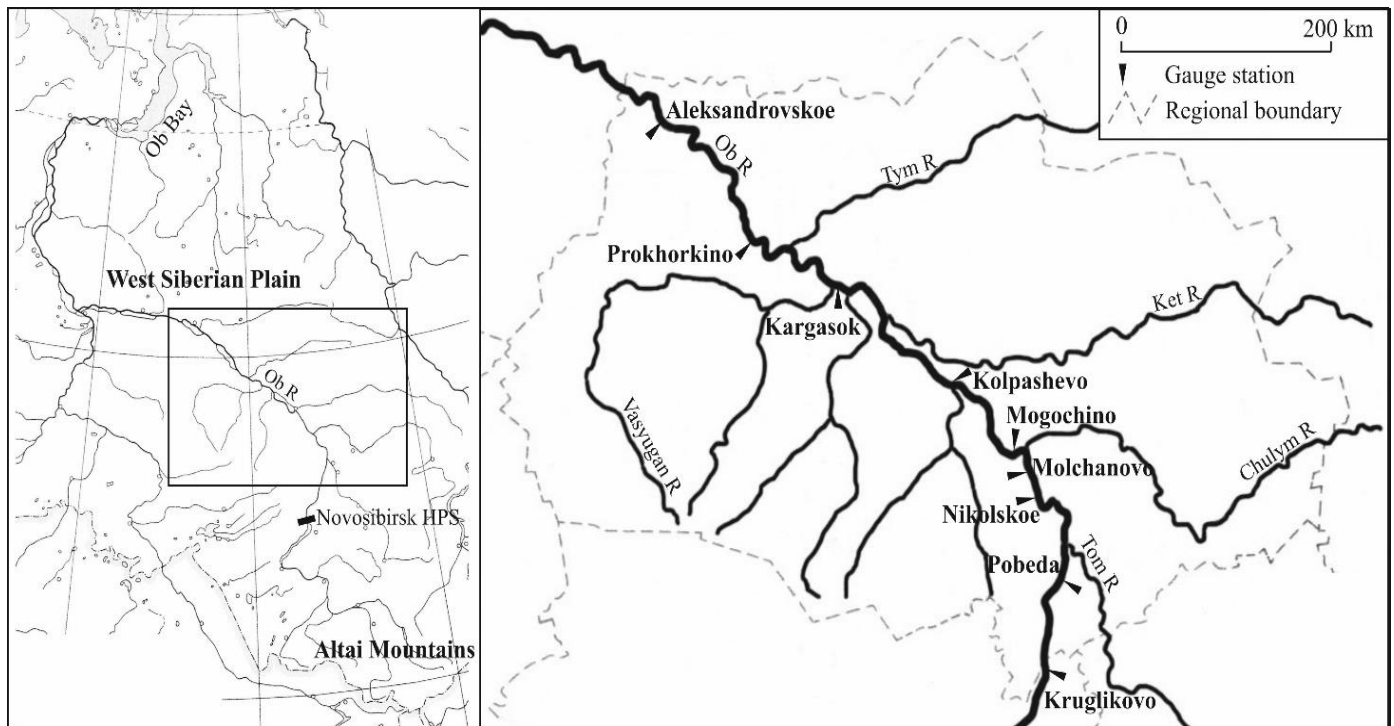 Ob Bay
West Siberian Plain
Ob R
Novosibirsk HPS
Altai Mountains
0 200 km
Gauge station
Regional boundary
Aleksandrovskoe
Ob R
Tym R
Prokhorkino
Ket R
Kargasok
Kolpashevo
Mogochino
Vasyugan R
Molchanovo
Chulym R
Nikolskoe
Pobeda
Tom R
Kruglikovo